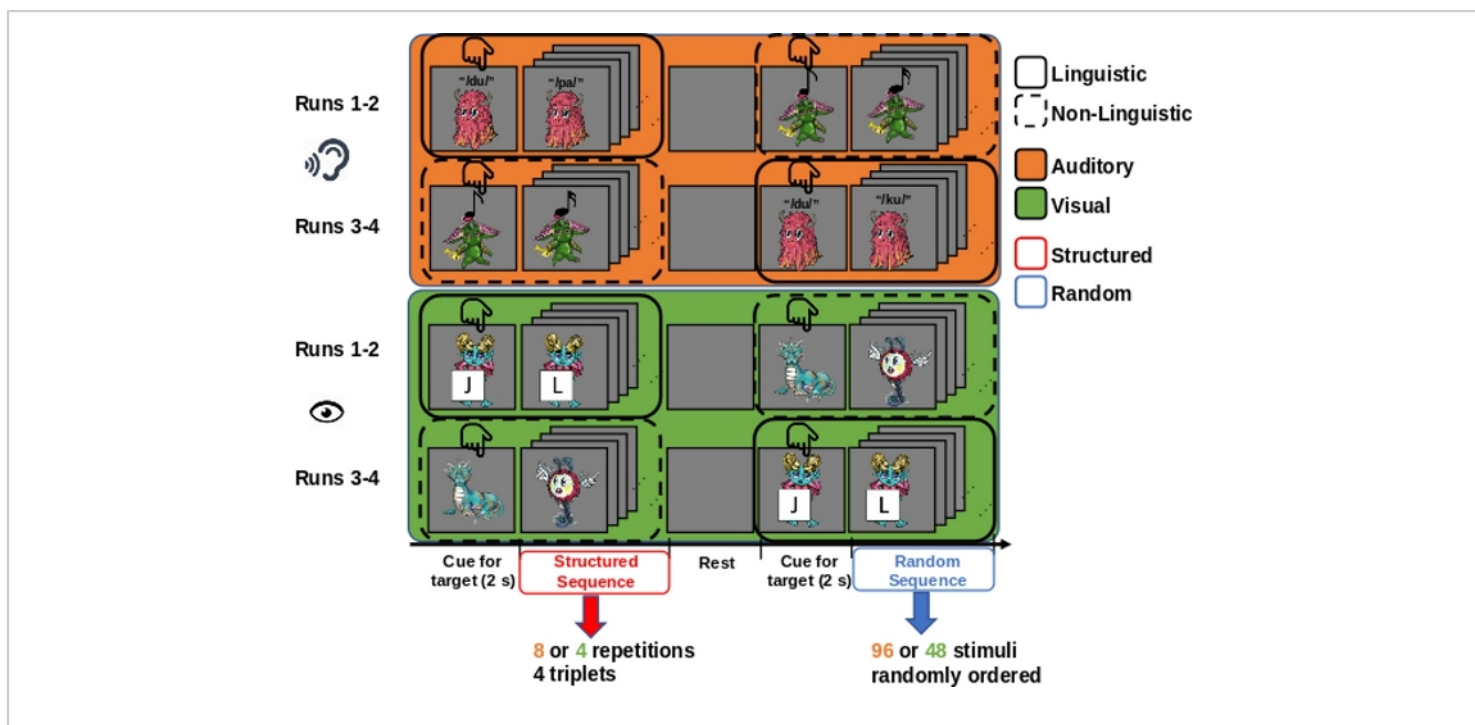 "/du/" "/pa/"
Runs 1-2
Runs 3-4
"/du/" "/ku/"
Linguistic
Non-Linguistic
Auditory
Visual
Structured
Random
Runs 1-2
J L
Runs 3-4
J L
Cue for
target (2 s)
Structured
Sequence
Rest
Cue for
target (2 s)
Random
Sequence
8 or 4 repetitions
4 triplets
96 or 48 stimuli
randomly ordered